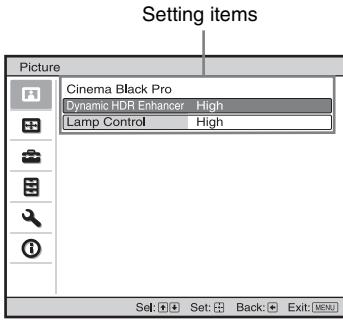 Setting items
Picture
Cinema Black Pro
Dynamic HDR Enhancer High
Lamp Control High
Sel: Set: Back: Exit: MENU